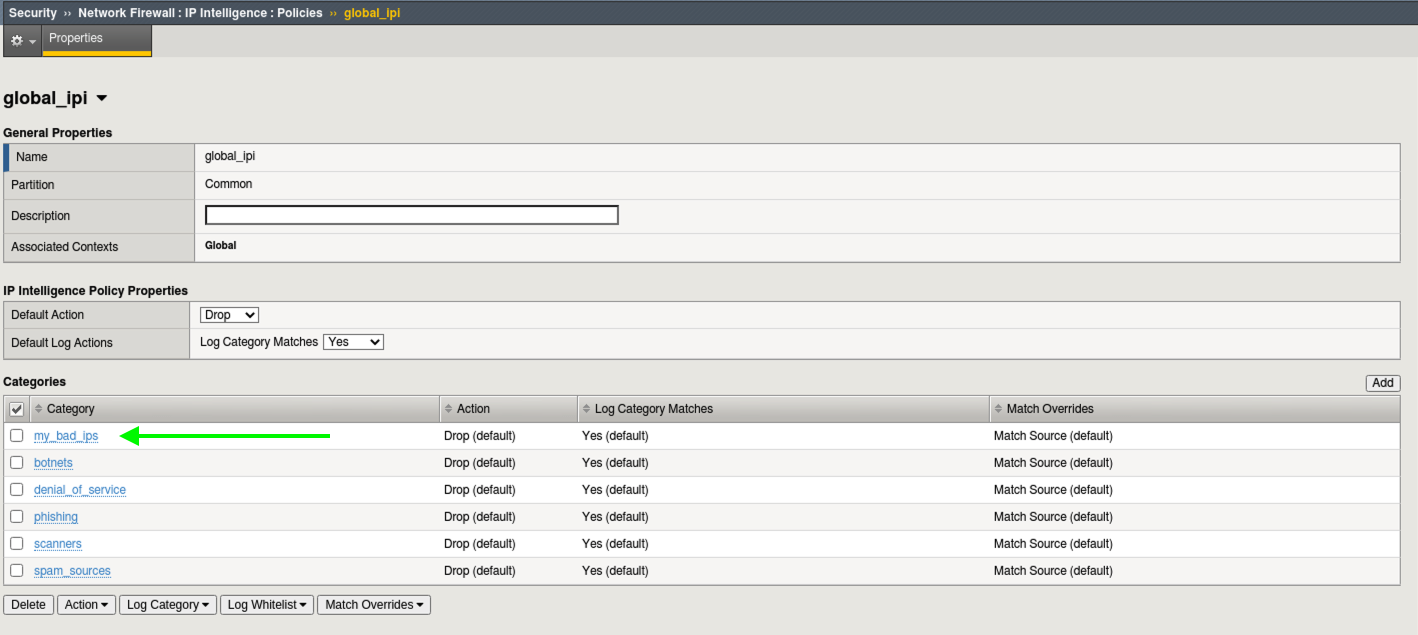 Security ›› Network Firewall : IP Intelligence : Policies ›› global_ipi
Properties
global_ipi
General Properties
Name global_ipi
Partition Common
Description
Associated Contexts Global
IP Intelligence Policy Properties
Default Action Drop
Default Log Actions Log Category Matches Yes
Categories Add
Category Action Log Category Matches Match Overrides
my_bad_ips Drop (default) Yes (default) Match Source (default)
botnets Drop (default) Yes (default) Match Source (default)
denial_of_service Drop (default) Yes (default) Match Source (default)
phishing Drop (default) Yes (default) Match Source (default)
scanners Drop (default) Yes (default) Match Source (default)
spam_sources Drop (default) Yes (default) Match Source (default)
Delete Action Log Category Log Whitelist Match Overrides